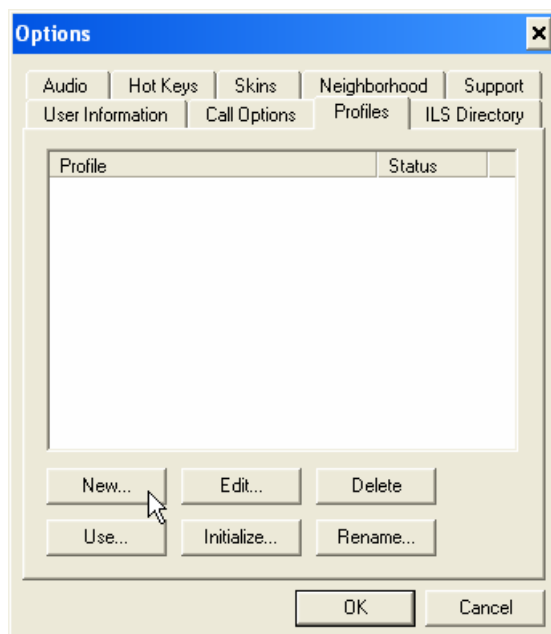 Options
Audio Hot Keys Skins Neighborhood Support
User Information Call Options Profiles ILS Directory
Profile Status
New... Edit... Delete
Use... Initialize... Rename...
OK Cancel